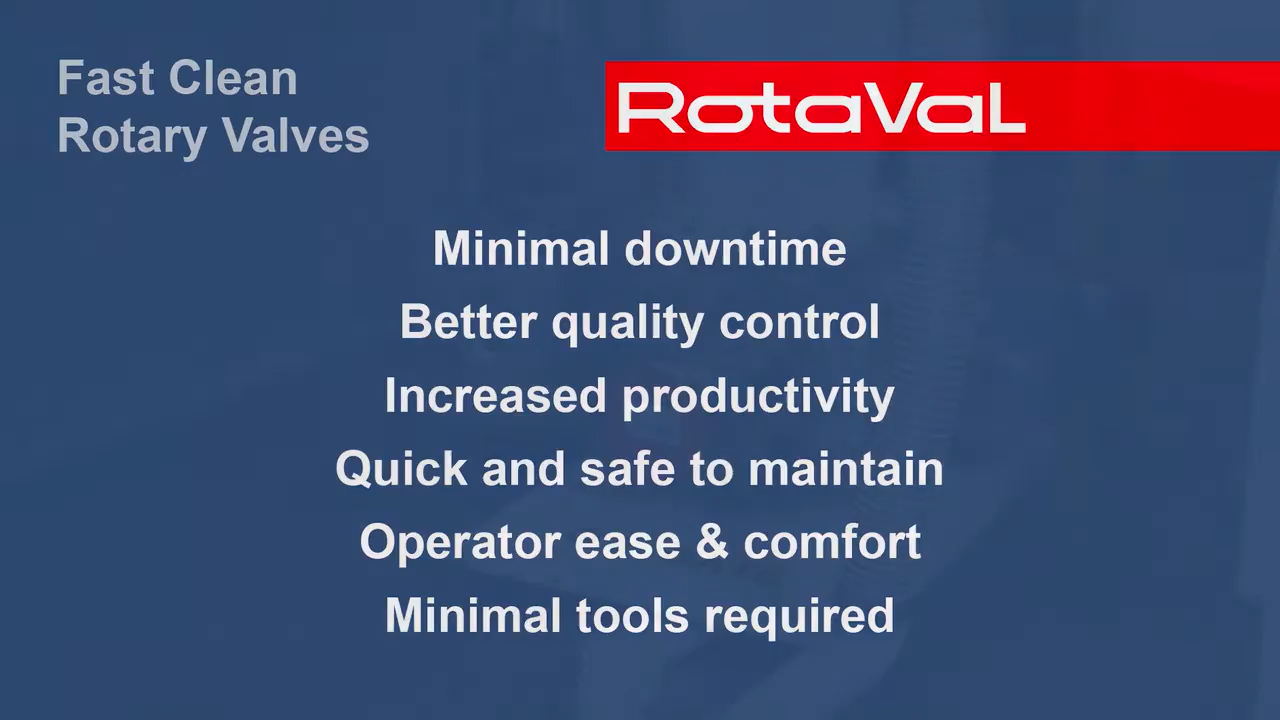 Fast Clean
Rotary Valves
RotaVal
Minimal downtime
Better quality control
Increased productivity
Quick and safe to maintain
Operator ease & comfort
Minimal tools required